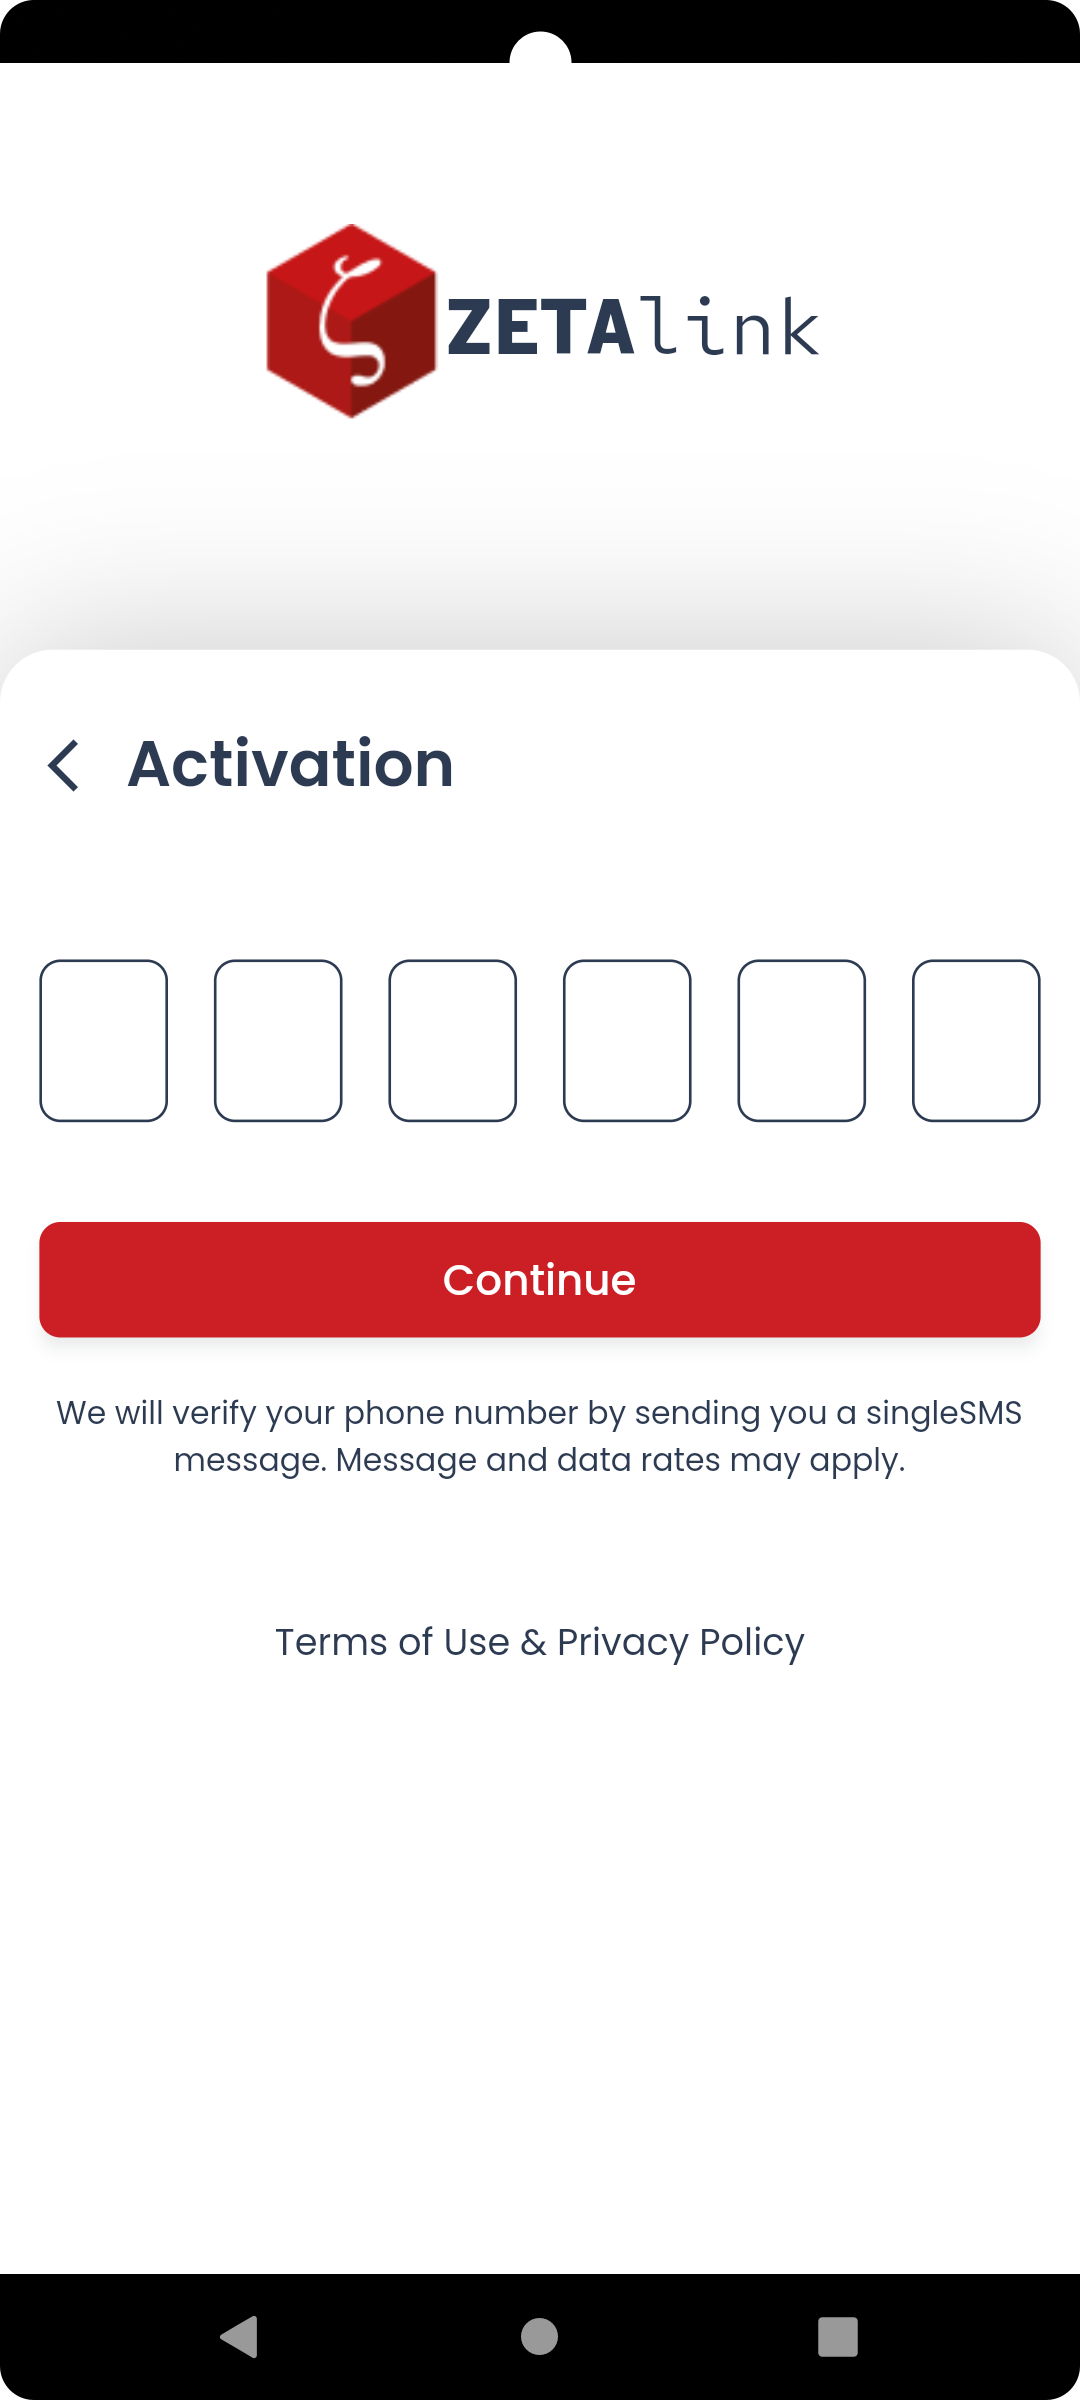 ZETAlink
Activation
Continue
We will verify your phone number by sending you a singleSMS
message. Message and data rates may apply.
Terms of Use & Privacy Policy